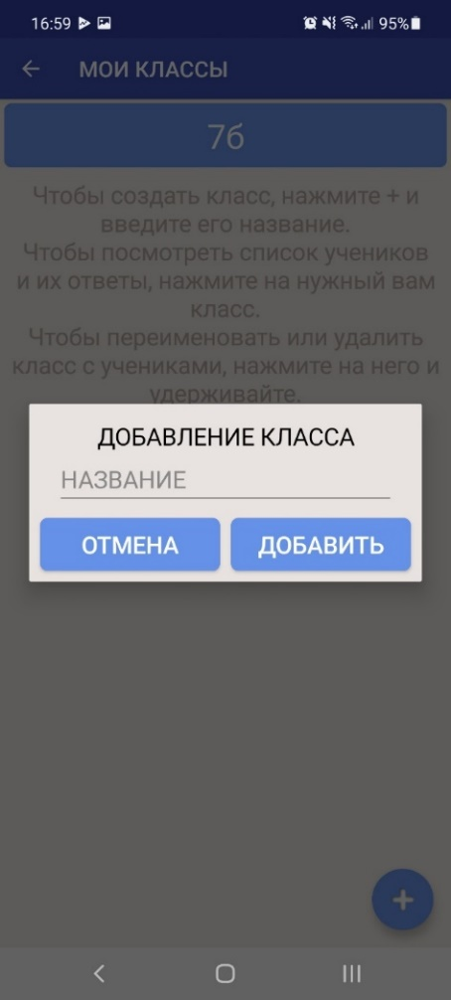 16:59
95%
МОИ КЛАССЫ
7б
Чтобы создать класс, нажмите + и
введите его название.
Чтобы посмотреть список учеников
и их ответы, нажмите на нужный вам
класс.
Чтобы переименовать или удалить
класс с учениками, нажмите на него и
удерживайте.
ДОБАВЛЕНИЕ КЛАССА
НАЗВАНИЕ
ОТМЕНА
ДОБАВИТЬ
+